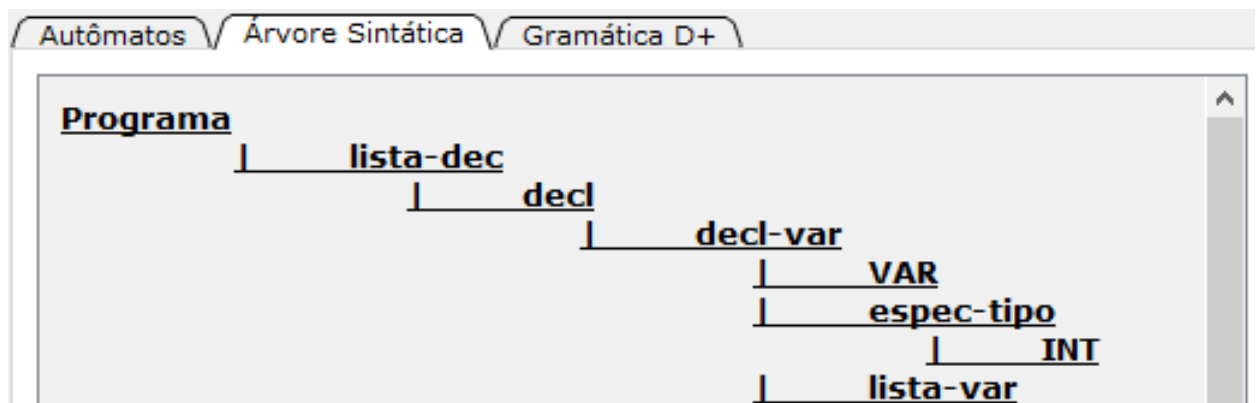 Autômatos Árvore Sintática Gramática D+
Programa
| lista-dec
| decl
| decl-var
| VAR
| espec-tipo
| INT
| lista-var